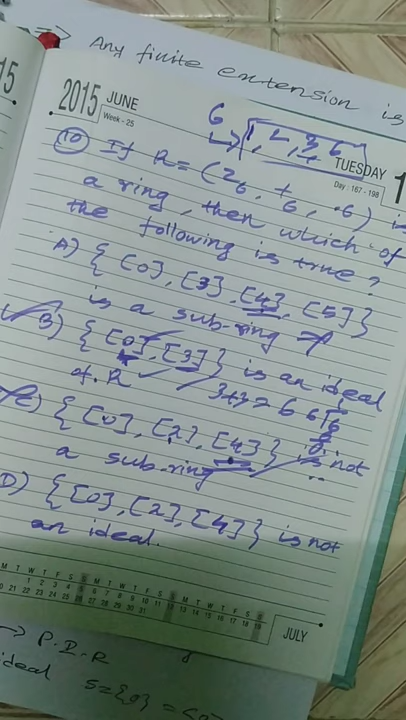 Any finite extension is
15
2015 JUNE
Week - 25
6
1, 2, 3, 6
TUESDAY 1
Day : 167 - 198
10 If R = (Z6, +6, ·6) is
a ring, then which of
the following is true?
A) {[0], [3], [4], [5]}
is a sub-ring
B) {[0], [3]} is an ideal
of R
3+3=6
C) {[0], [2], [4]} is not
a sub-ring
D) {[0], [2], [4]} is not
an ideal.
M T W T F S S M T W T F S S M T W T F S S
JULY
→ P.I.R
ideal S={0} =